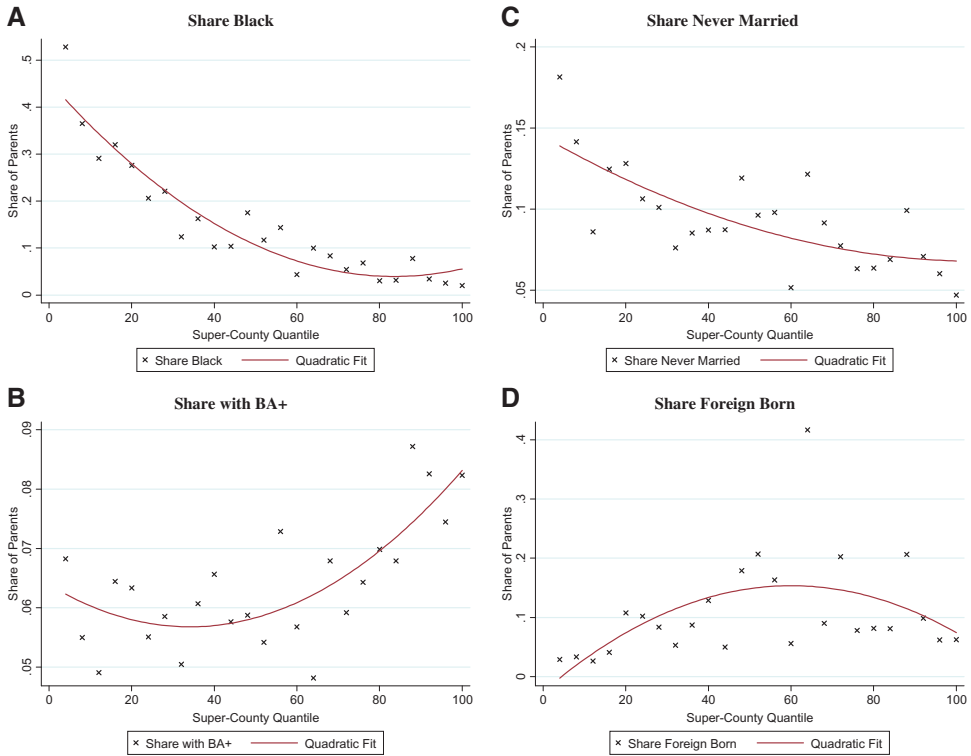 A
Share Black
Share of Parents
.5
.4
.3
.2
.1
0
0 20 40 60 80 100
Super-County Quantile
× Share Black — Quadratic Fit
B
Share with BA+
Share of Parents
.09
.08
.07
.06
.05
0 20 40 60 80 100
Super-County Quantile
× Share with BA+ — Quadratic Fit
C
Share Never Married
Share of Parents
.2
.15
.1
.05
0 20 40 60 80 100
Super-County Quantile
× Share Never Married — Quadratic Fit
D
Share Foreign Born
Share of Parents
.4
.3
.2
.1
0
0 20 40 60 80 100
Super-County Quantile
× Share Foreign Born — Quadratic Fit